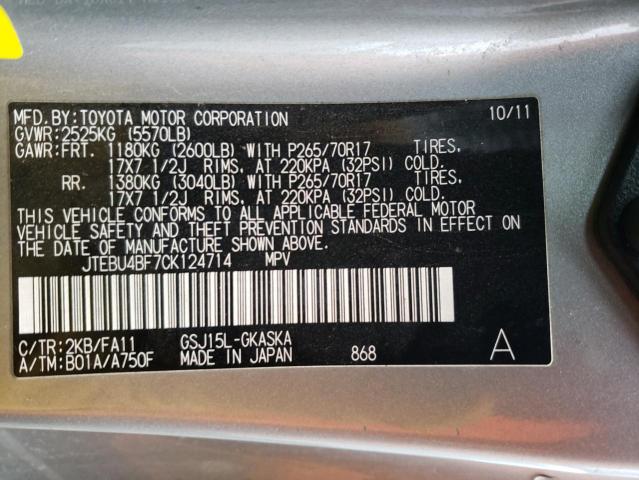 MFD.BY:TOYOTA MOTOR CORPORATION 10/11
GVWR:2525KG (5570LB)
GAWR:FRT. 1180KG (2600LB) WITH P265/70R17 TIRES,
17X7 1/2J RIMS, AT 220KPA (32PSI) COLD.
RR. 1380KG (3040LB) WITH P265/70R17 TIRES,
17X7 1/2J RIMS, AT 220KPA (32PSI) COLD.
THIS VEHICLE CONFORMS TO ALL APPLICABLE FEDERAL MOTOR
VEHICLE SAFETY AND THEFT PREVENTION STANDARDS IN EFFECT ON
THE DATE OF MANUFACTURE SHOWN ABOVE.
JTEBU4BF7CK124714 MPV
C/TR:2KB/FA11 GSJ15L-GKASKA
A/TM:B01A/A750F MADE IN JAPAN 868 A